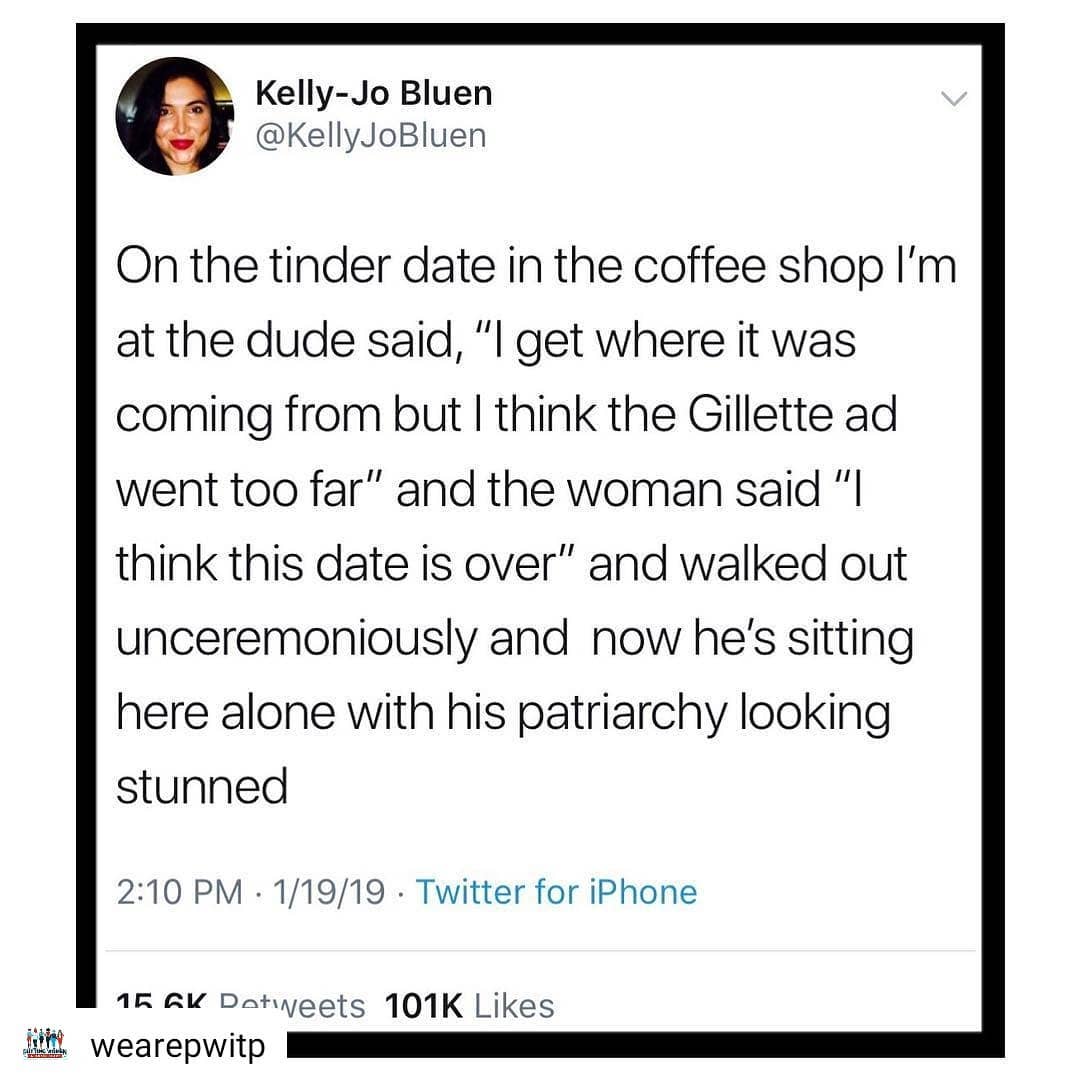 Kelly-Jo Bluen
@KellyJoBluen
On the tinder date in the coffee shop I'm
at the dude said, "I get where it was
coming from but I think the Gillette ad
went too far" and the woman said "I
think this date is over" and walked out
unceremoniously and  now he's sitting
here alone with his patriarchy looking
stunned
2:10 PM · 1/19/19 · Twitter for iPhone
15.6K Retweets 101K Likes
wearepwitp